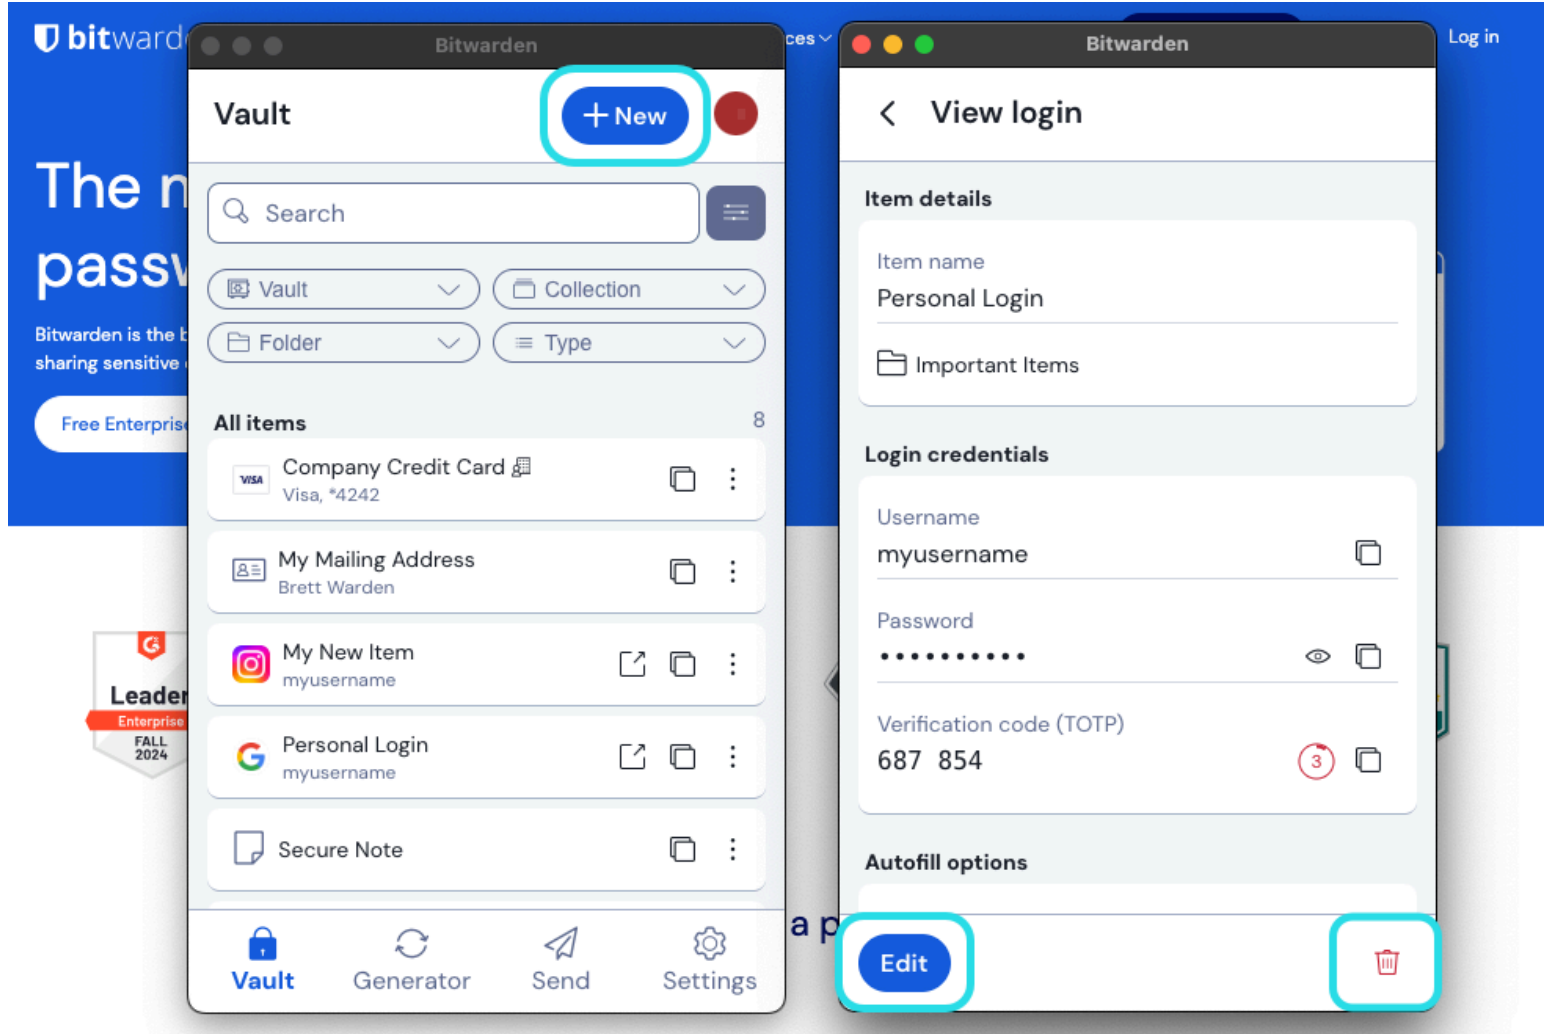 bitward
ces
Log in
The m
passw
Bitwarden is the b
sharing sensitive
Free Enterprise
Leader
Enterprise
FALL
2024
a p
Bitwarden
Vault
+ New
Search
Vault
Collection
Folder
Type
All items
8
VISA
Company Credit Card
Visa, *4242
My Mailing Address
Brett Warden
My New Item
myusername
Personal Login
myusername
Secure Note
Vault
Generator
Send
Settings
Bitwarden
View login
Item details
Item name
Personal Login
Important Items
Login credentials
Username
myusername
Password
••••••••••
Verification code (TOTP)
687 854
3
Autofill options
Edit